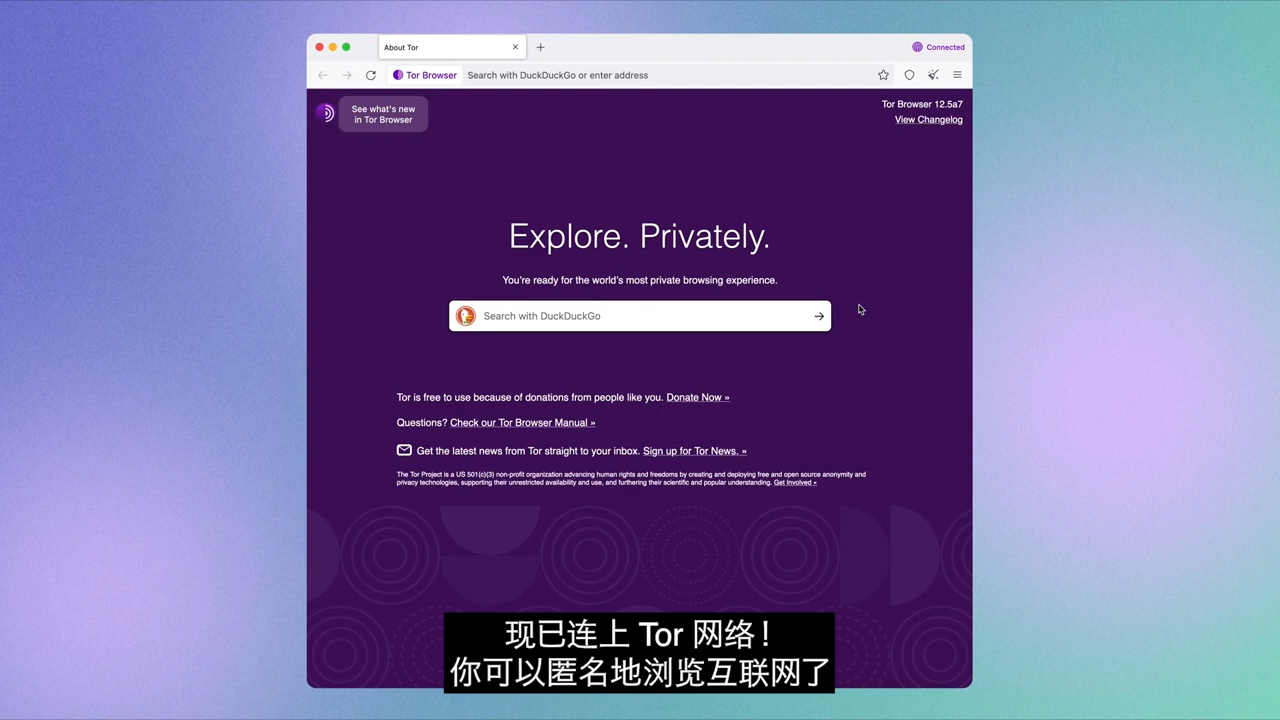 About Tor
Connected
Tor Browser
Search with DuckDuckGo or enter address
See what's new
in Tor Browser
Tor Browser 12.5a7
View Changelog
Explore. Privately.
You're ready for the world's most private browsing experience.
Search with DuckDuckGo
Tor is free to use because of donations from people like you. Donate Now »
Questions? Check our Tor Browser Manual »
Get the latest news from Tor straight to your inbox. Sign up for Tor News. »
The Tor Project is a US 501(c)(3) non-profit organization advancing human rights and freedoms by creating and deploying free and open source anonymity and
privacy technologies, supporting their unrestricted availability and use, and furthering their scientific and popular understanding. Get Involved »
现已连上 Tor 网络！
你可以匿名地浏览互联网了